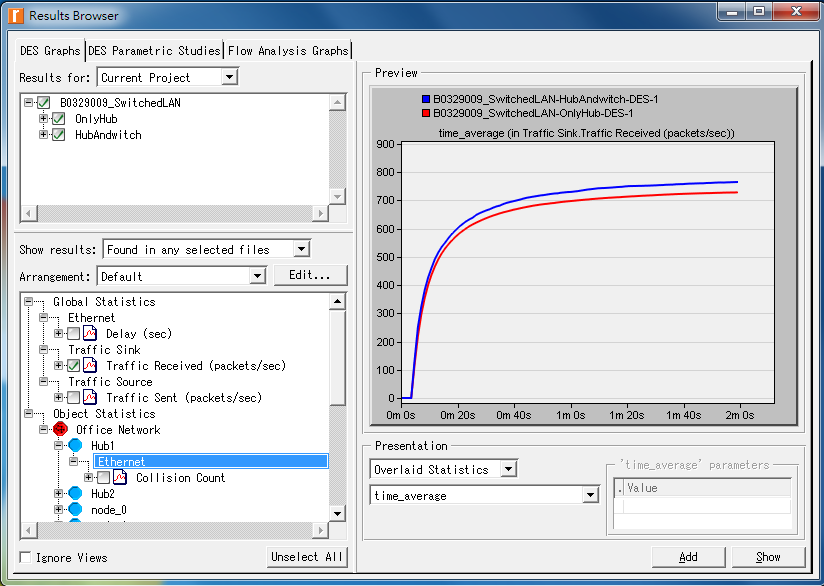 Results Browser
DES Graphs
DES Parametric Studies
Flow Analysis Graphs
Results for:
Current Project
B0329009_SwitchedLAN
OnlyHub
HubAndwitch
Show results:
Found in any selected files
Arrangement:
Default
Edit...
Global Statistics
Ethernet
Delay (sec)
Traffic Sink
Traffic Received (packets/sec)
Traffic Source
Traffic Sent (packets/sec)
Object Statistics
Office Network
Hub1
Ethernet
Collision Count
Hub2
node_0
Ignore Views
Unselect All
Preview
B0329009_SwitchedLAN-HubAndwitch-DES-1
B0329009_SwitchedLAN-OnlyHub-DES-1
time_average (in Traffic Sink.Traffic Received (packets/sec))
900
800
700
600
500
400
300
200
100
0
0m 0s
0m 20s
0m 40s
1m 0s
1m 20s
1m 40s
2m 0s
Presentation
Overlaid Statistics
time_average
'time_average' parameters
. Value
Add
Show